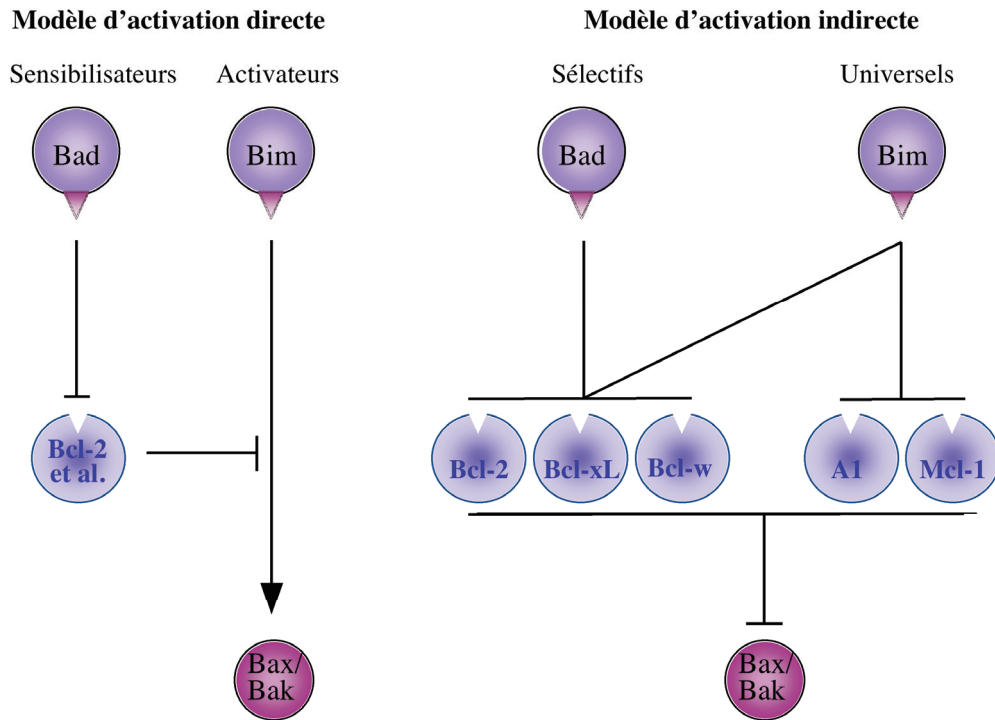 Modèle d'activation directe
Sensibilisateurs Activateurs
Bad Bim
Bcl-2
et al.
Bax/
Bak
Modèle d'activation indirecte
Sélectifs Universels
Bad Bim
Bcl-2 Bcl-xL Bcl-w A1 Mcl-1
Bax/
Bak